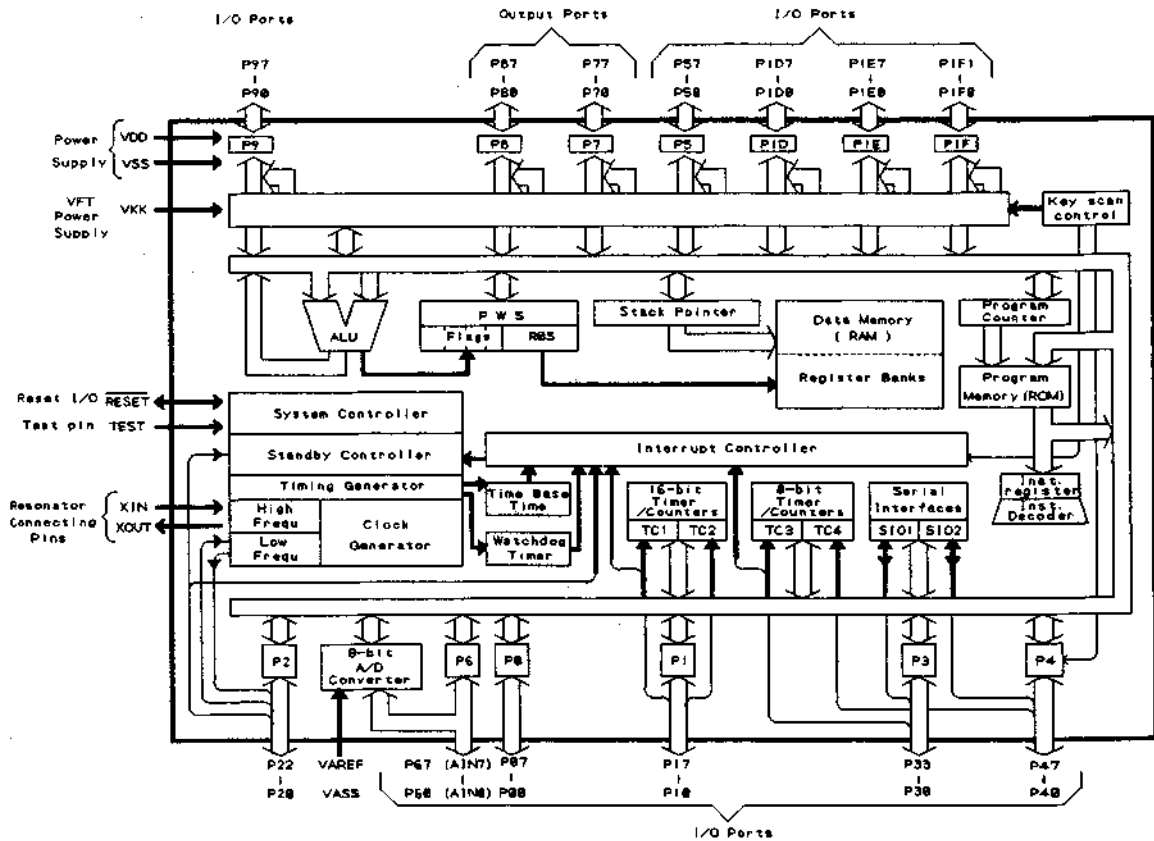 I/O Ports
Output Ports
I/O Ports
P97
P90
P87
P80
P77
P70
P57
P50
P1D7
P1D0
P1E7
P1E0
P1F1
P1F0
Power
Supply
VDD
VSS
P9
P8
P7
P5
P1D
P1E
P1F
VFT
Power
Supply
VKK
Key scan
control
ALU
P W S
Flags
RBS
Stack Pointer
Data Memory
( RAM )
Register Banks
Program
Counter
Program
Memory (ROM)
Reset I/O RESET
Test pin TEST
System Controller
Standby Controller
Timing Generator
High
Frequ
Low
Frequ
Clock
Generator
Resonator
Connecting
Pins
XIN
XOUT
Interrupt Controller
Time Base
Time
Watchdog
Timer
16-bit
Timer
/Counters
TC1
TC2
8-bit
Timer
/Counters
TC3
TC4
Serial
Interfaces
SIO1
SIO2
Inst.
register
Inst.
Decoder
P2
8-bit
A/D
Converter
P6
P0
P1
P3
P4
P22
P20
VAREF
VASS
P67 (AIN7)
P60 (AIN0)
P07
P00
P17
P10
P33
P30
P47
P40
I/O Ports